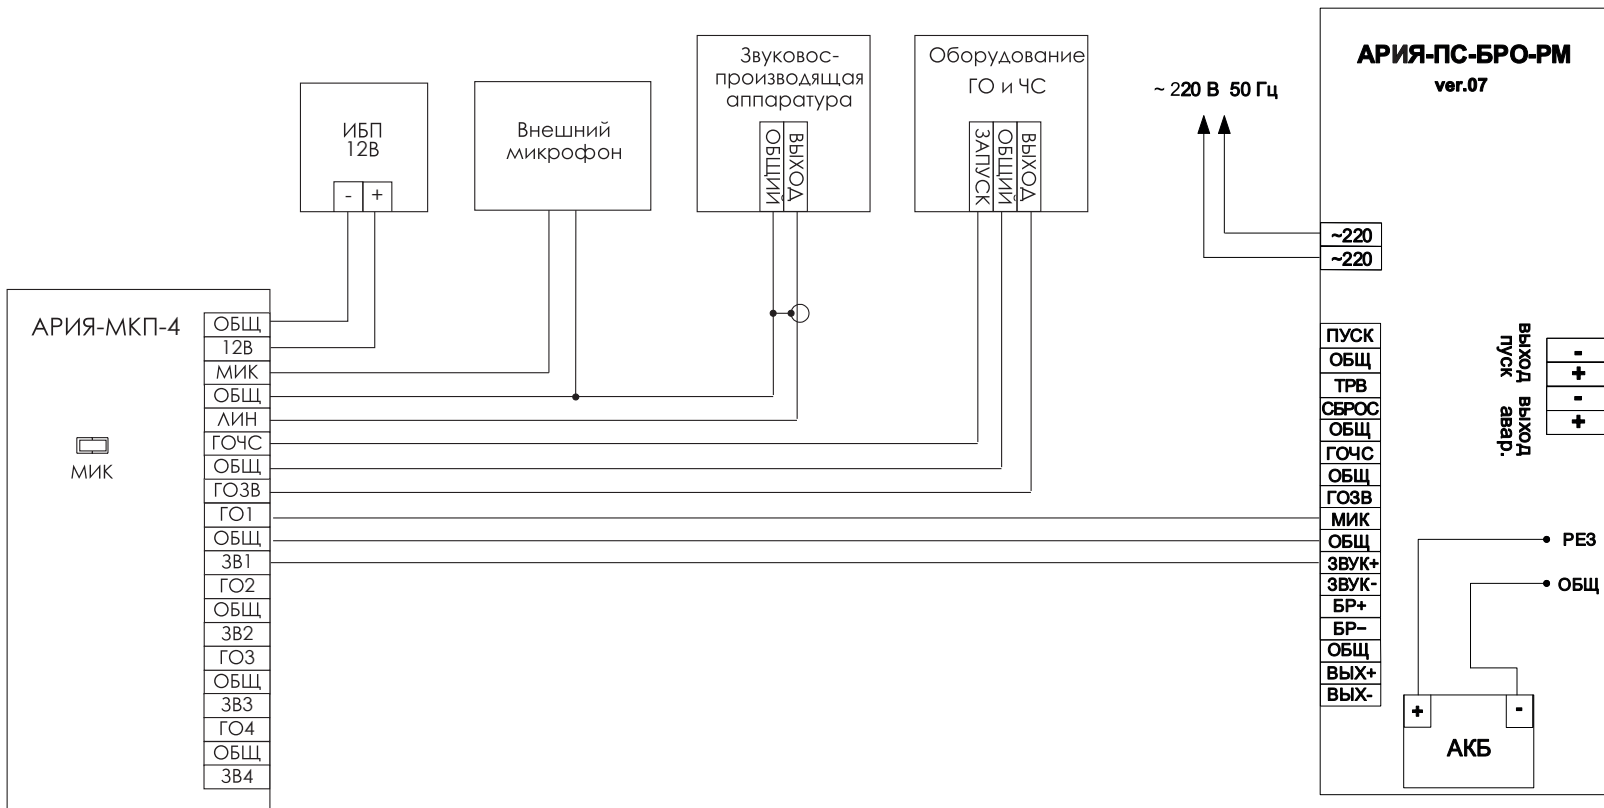 АРИЯ-ПС-БРО-РМ
ver.07
Звуковос-
производящая
аппаратура
ОБЩИЙ
ВЫХОД
Оборудование
ГО и ЧС
ЗАПУСК
ОБЩИЙ
ВЫХОД
~ 220 В 50 Гц
ИБП
12В
- +
Внешний
микрофон
~220
~220
АРИЯ-МКП-4
МИК
ОБЩ
12В
МИК
ОБЩ
ЛИН
ГОЧС
ОБЩ
ГОЗВ
ГО1
ОБЩ
ЗВ1
ГО2
ОБЩ
ЗВ2
ГО3
ОБЩ
ЗВ3
ГО4
ОБЩ
ЗВ4
ПУСК
ОБЩ
ТРВ
СБРОС
ОБЩ
ГОЧС
ОБЩ
ГОЗВ
МИК
ОБЩ
ЗВУК+
ЗВУК-
БР+
БР–
ОБЩ
ВЫХ+
ВЫХ-
выход
пуск
выход
авар.
-
+
-
+
РЕЗ
ОБЩ
+ -
АКБ